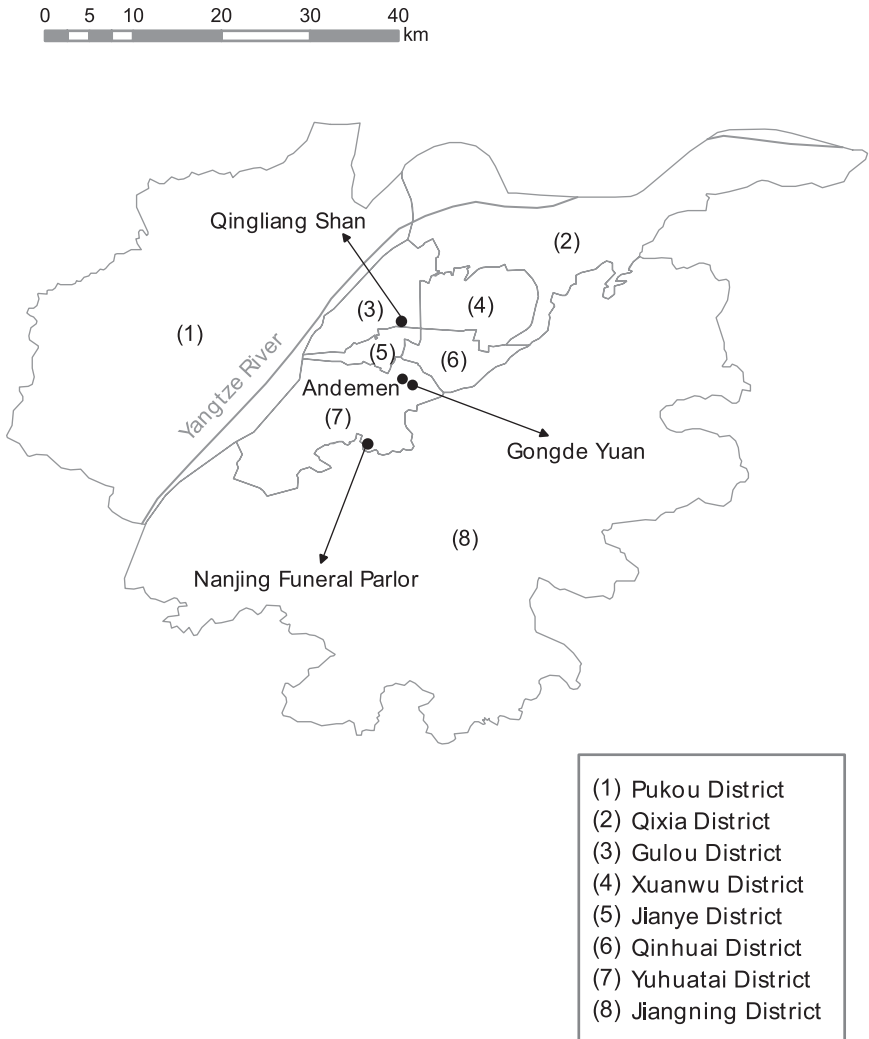 0 5 10 20 30 40
km
Qingliang Shan
(2)
(3)
(4)
(1)
(5)
(6)
Yangtze River
Andemen
(7)
Gongde Yuan
(8)
Nanjing Funeral Parlor
(1) Pukou District
(2) Qixia District
(3) Gulou District
(4) Xuanwu District
(5) Jianye District
(6) Qinhuai District
(7) Yuhuatai District
(8) Jiangning District